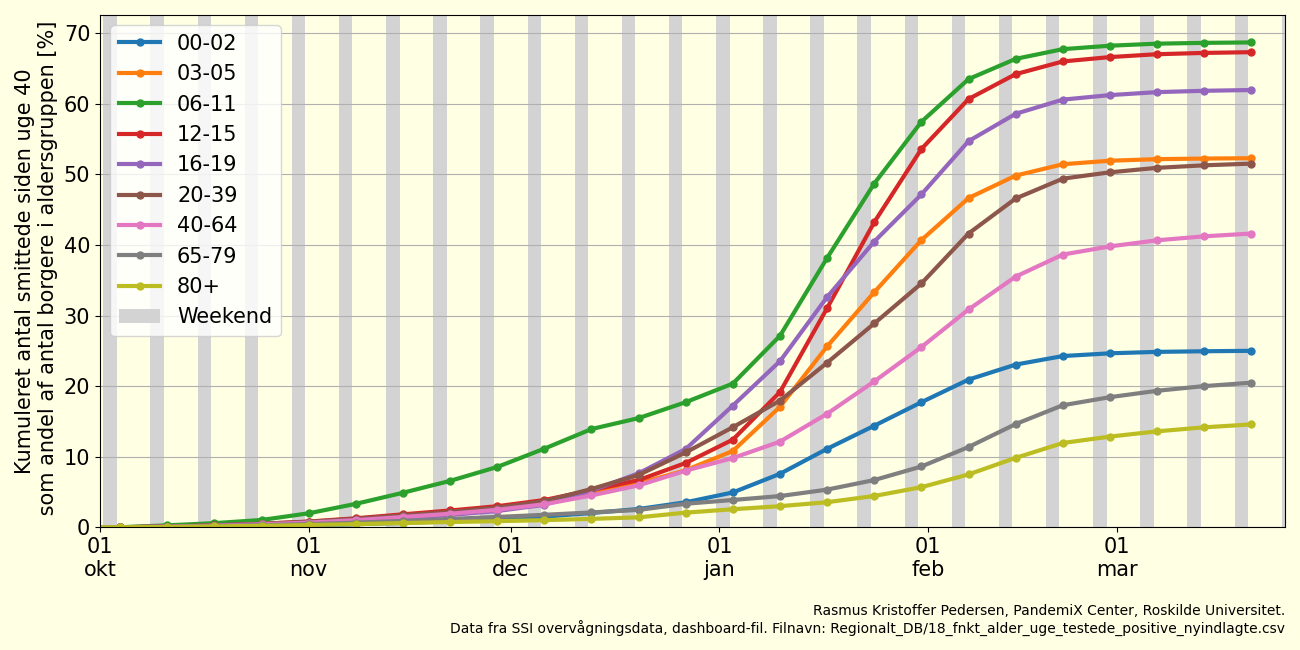 Kumuleret antal smittede siden uge 40
som andel af antal borgere i aldersgruppen [%]
70
60
50
40
30
20
10
0
00-02
03-05
06-11
12-15
16-19
20-39
40-64
65-79
80+
Weekend
01 01 01 01 01 01
okt nov dec jan feb mar
Rasmus Kristoffer Pedersen, PandemiX Center, Roskilde Universitet.
Data fra SSI overvågningsdata, dashboard-fil. Filnavn: Regionalt_DB/18_fnkt_alder_uge_testede_positive_nyindlagte.csv